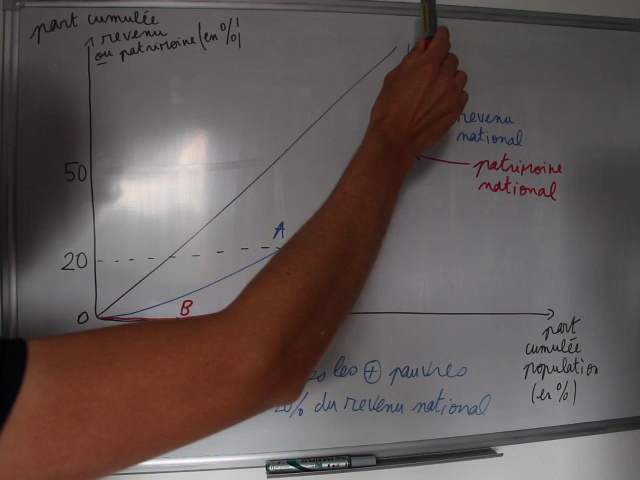 part cumulée
revenu
ou patrimoine (en %)
50
20
0
A
B
revenu
national
patrimoine
national
part
cumulée
population
(en %)
les + pauvres
20% du revenu national